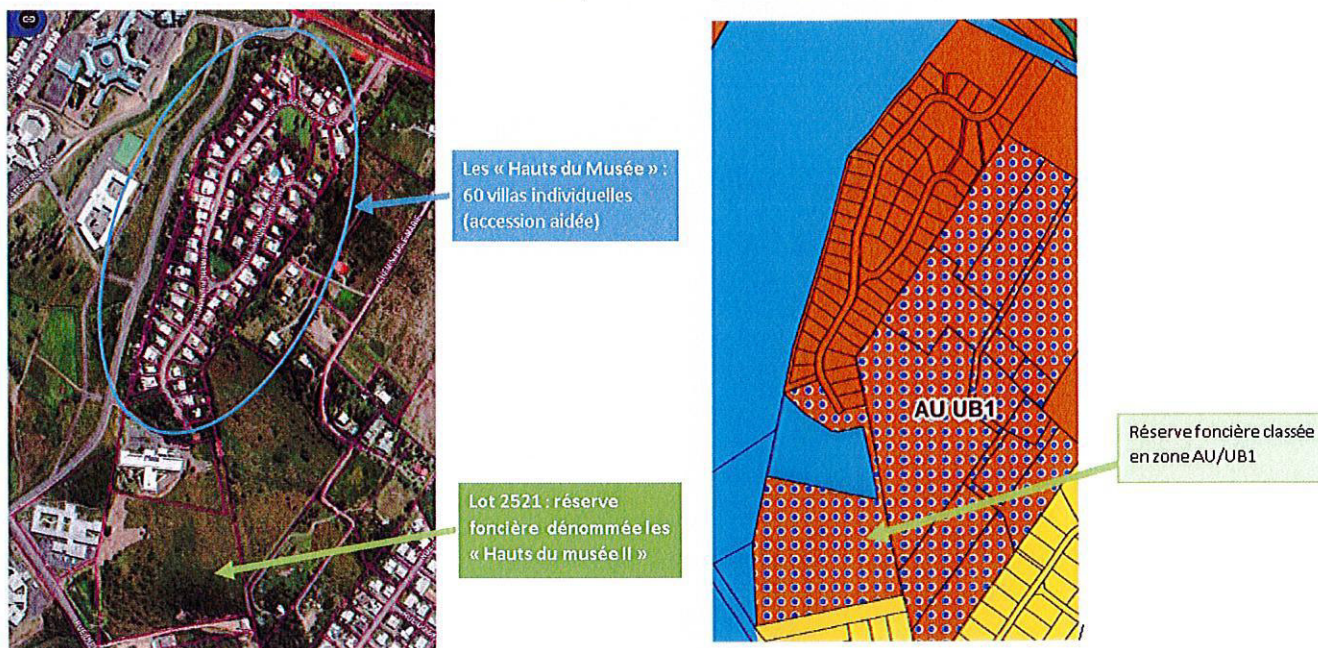 Les « Hauts du Musée » :
60 villas individuelles
(accession aidée)
Lot 2521 : réserve
foncière dénommée les
« Hauts du musée II »
AU UB1
Réserve foncière classée
en zone AU/UB1